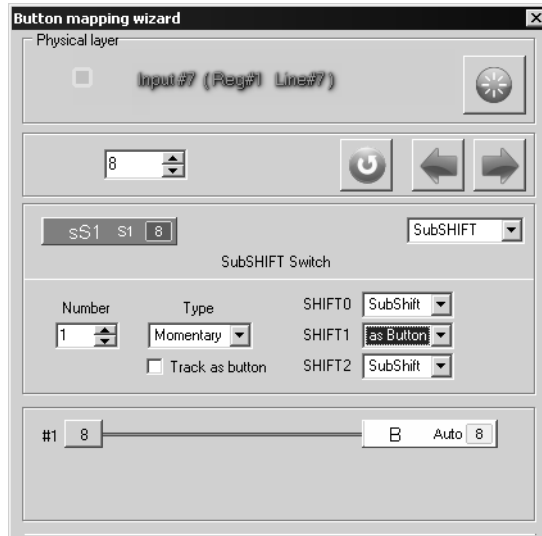 Button mapping wizard
Physical layer
Input#7 (Reg#1 Line#7)
8
sS1 S1 8
SubSHIFT
SubSHIFT Switch
Number Type SHIFT0 SubShift
1 Momentary SHIFT1 as Button
Track as button SHIFT2 SubShift
#1 8 B Auto 8